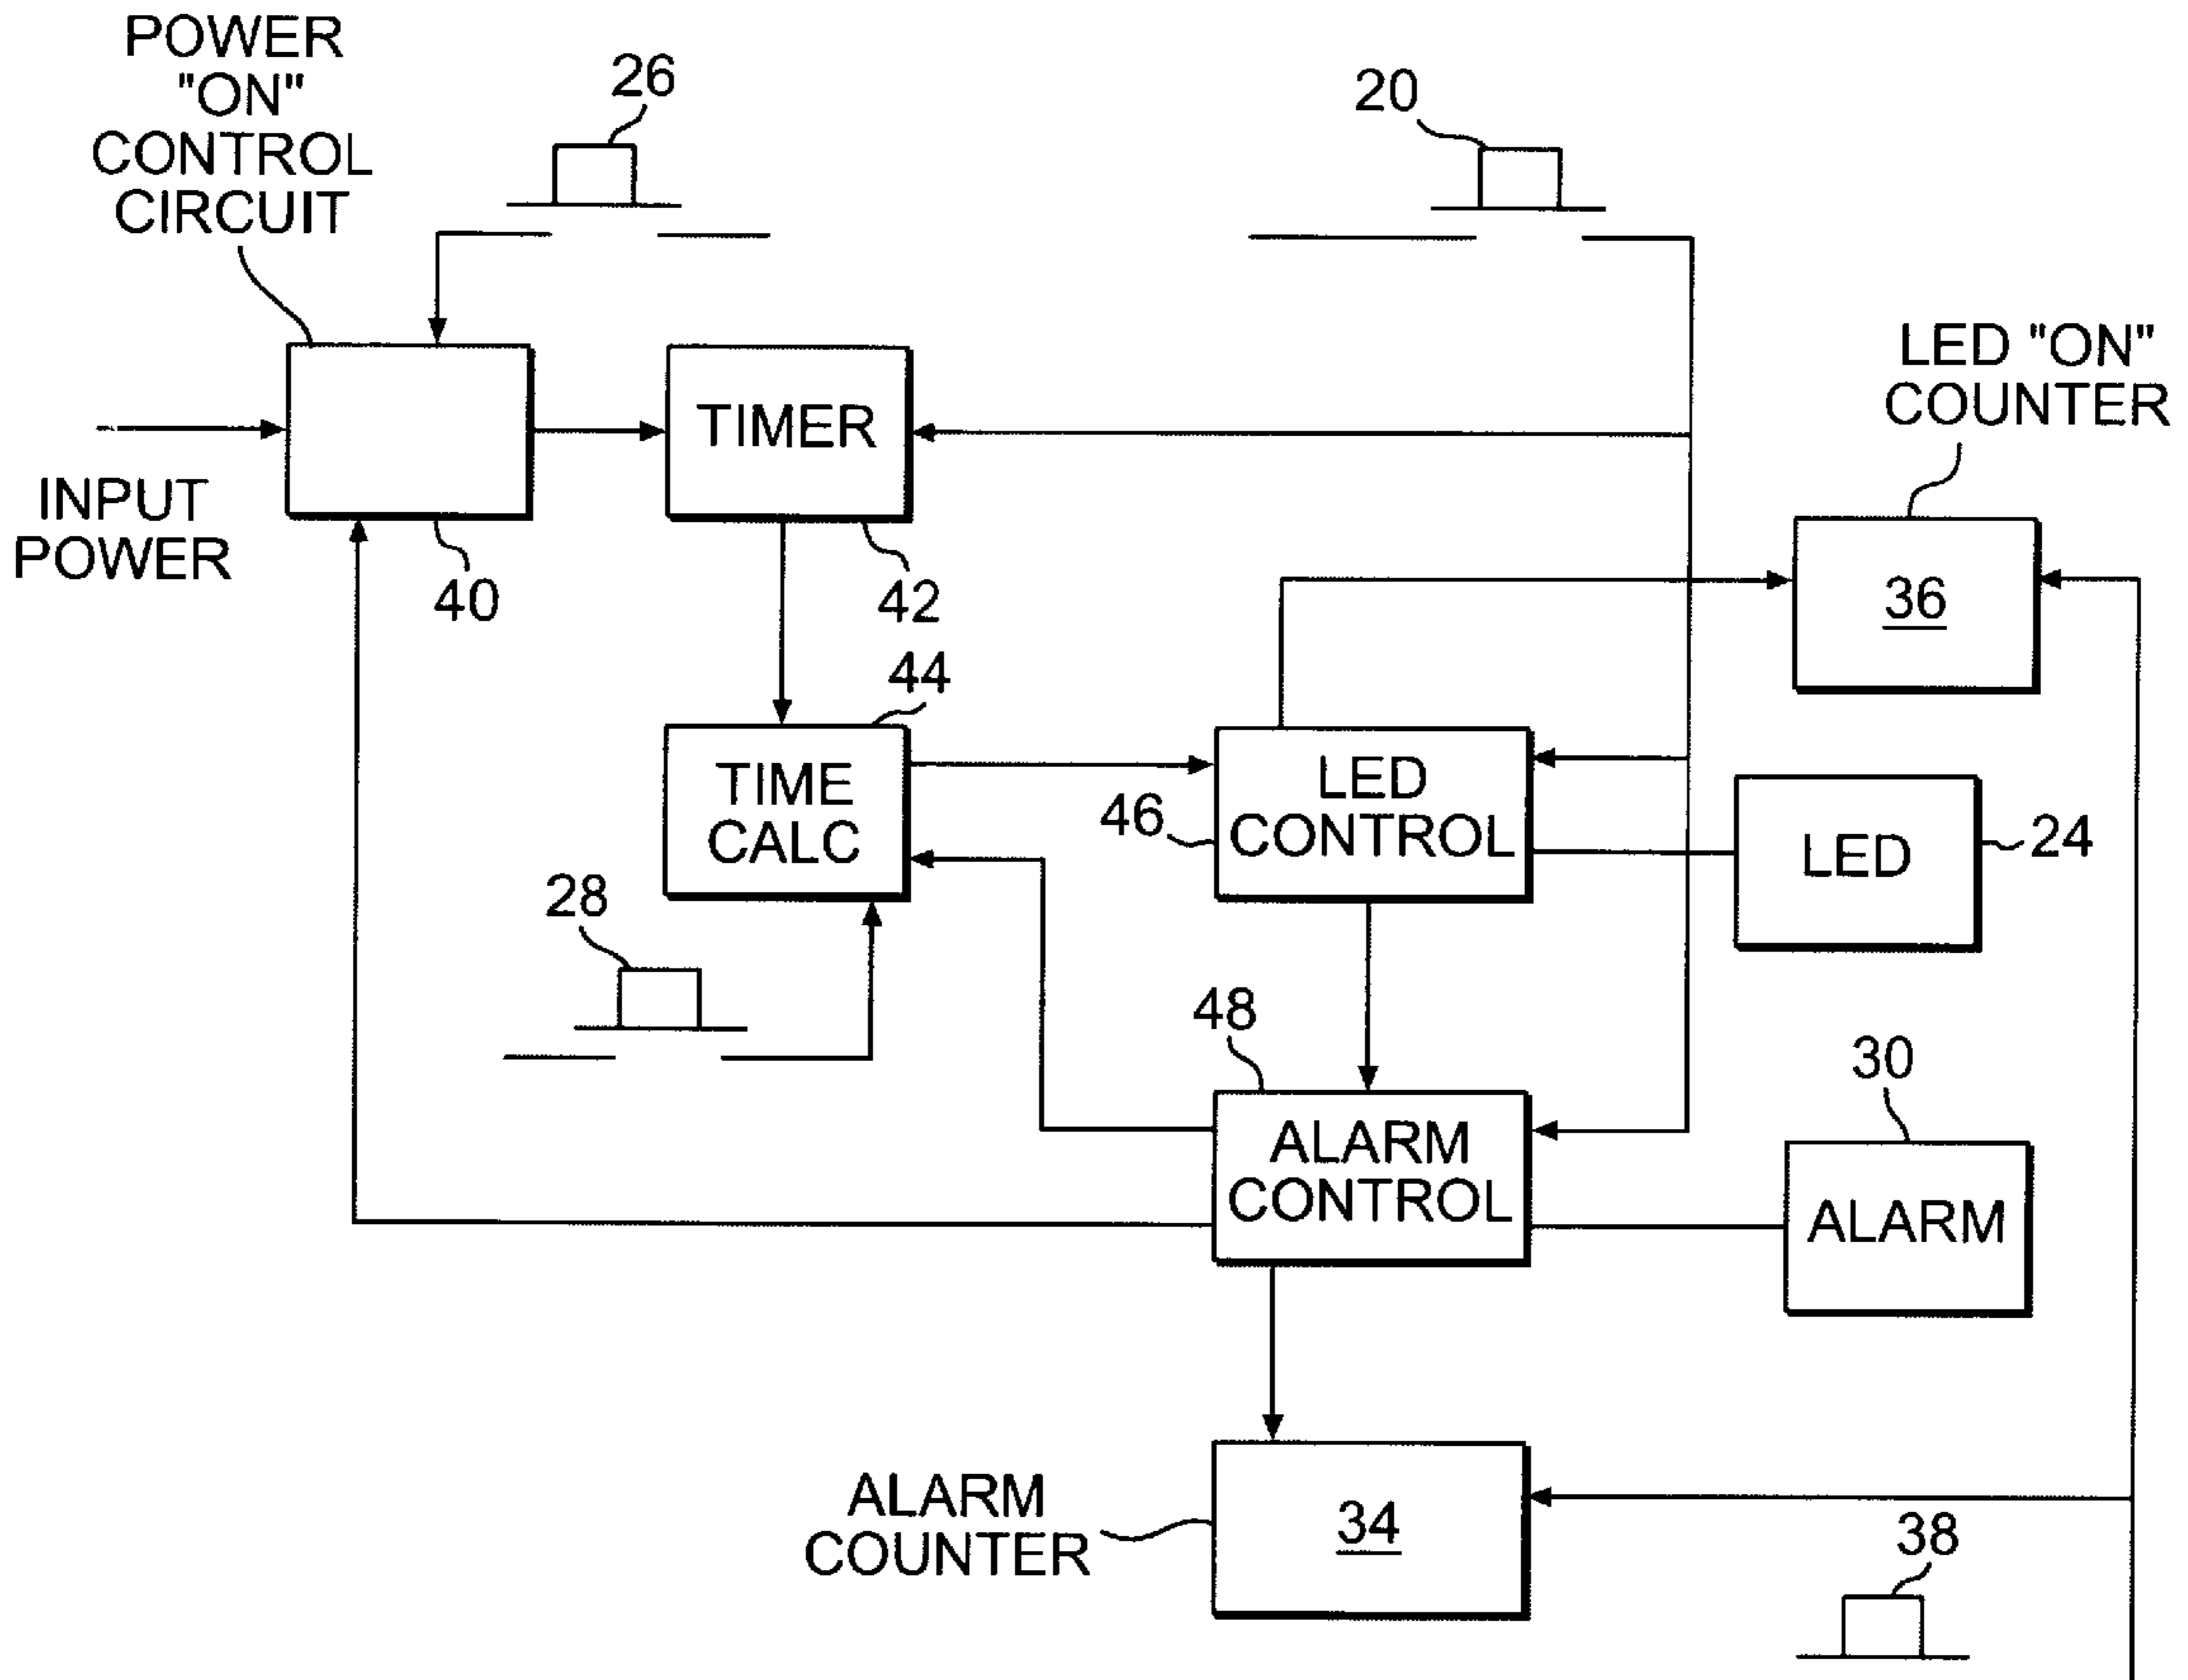 POWER
"ON"
CONTROL
CIRCUIT
26
20
LED "ON"
COUNTER
TIMER
INPUT
POWER
40
42
36
44
TIME
CALC
46
LED
CONTROL
LED
24
28
48
30
ALARM
CONTROL
ALARM
ALARM
COUNTER
34
38